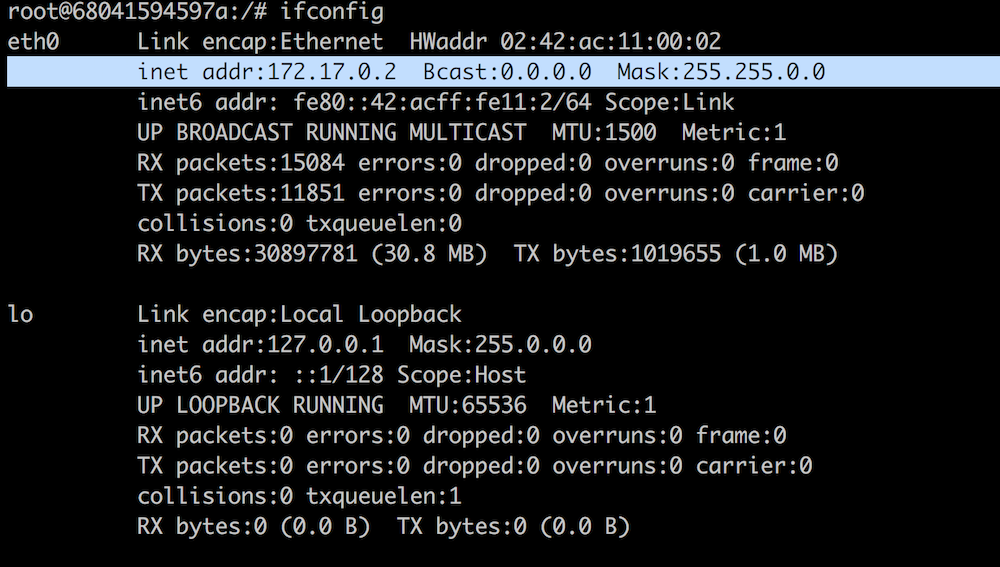 root@68041594597a:/# ifconfig
eth0      Link encap:Ethernet  HWaddr 02:42:ac:11:00:02
          inet addr:172.17.0.2  Bcast:0.0.0.0  Mask:255.255.0.0
          inet6 addr: fe80::42:acff:fe11:2/64 Scope:Link
          UP BROADCAST RUNNING MULTICAST  MTU:1500  Metric:1
          RX packets:15084 errors:0 dropped:0 overruns:0 frame:0
          TX packets:11851 errors:0 dropped:0 overruns:0 carrier:0
          collisions:0 txqueuelen:0
          RX bytes:30897781 (30.8 MB)  TX bytes:1019655 (1.0 MB)

lo        Link encap:Local Loopback
          inet addr:127.0.0.1  Mask:255.0.0.0
          inet6 addr: ::1/128 Scope:Host
          UP LOOPBACK RUNNING  MTU:65536  Metric:1
          RX packets:0 errors:0 dropped:0 overruns:0 frame:0
          TX packets:0 errors:0 dropped:0 overruns:0 carrier:0
          collisions:0 txqueuelen:1
          RX bytes:0 (0.0 B)  TX bytes:0 (0.0 B)